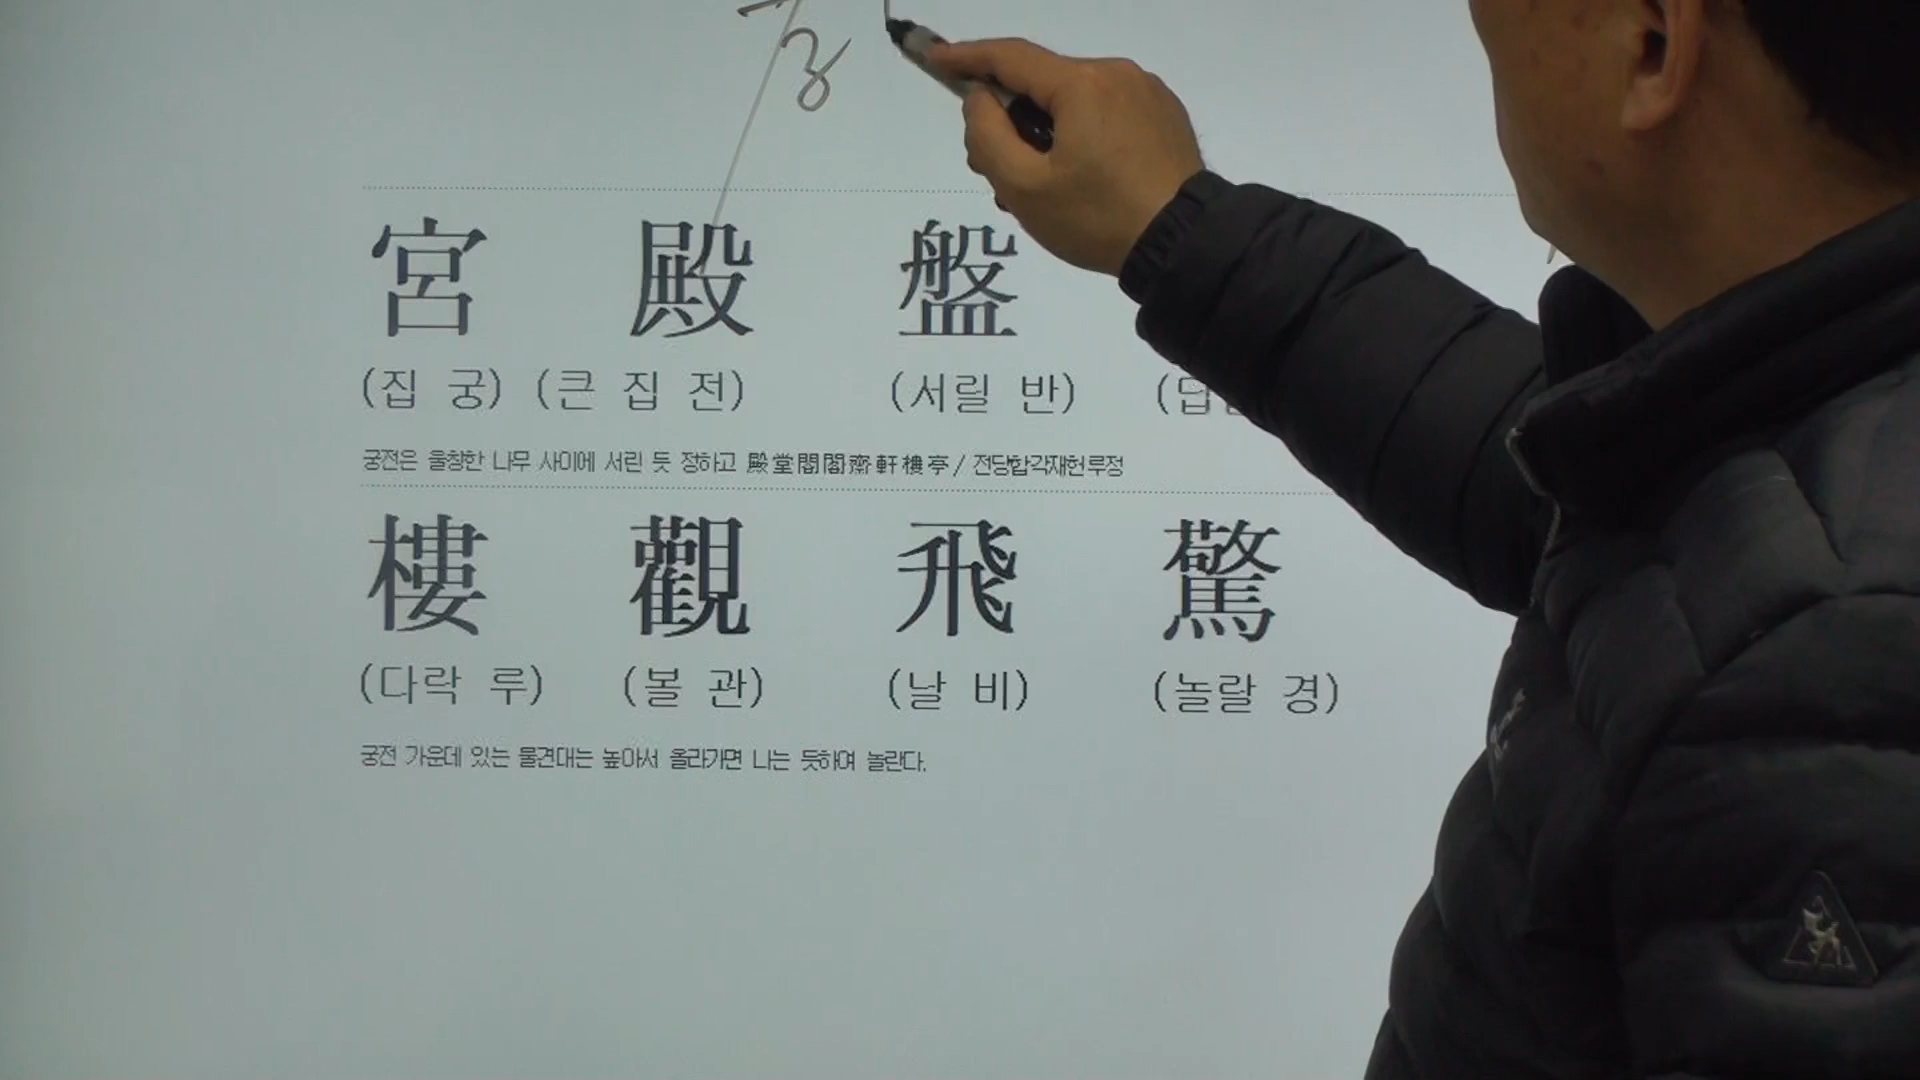 궁
宮 殿 盤
(집 궁) (큰 집 전) (서릴 반) (답
궁전은 울창한 나무 사이에 서린 듯 정하고 殿堂閤閣齋軒樓亭 / 전당합각재헌루정
樓 觀 飛 驚
(다락 루) (볼 관) (날 비) (놀랄 경)
궁전 가운데 있는 물견대는 높아서 올라가면 나는 듯하여 놀란다.